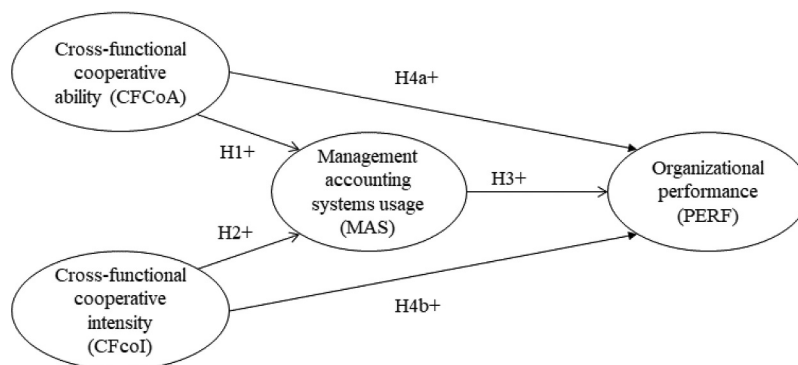 Cross-functional
cooperative
ability (CFCoA)
H4a+
H1+
Management
accounting
systems usage
(MAS)
H3+
Organizational
performance
(PERF)
H2+
Cross-functional
cooperative
intensity
(CFcoI)
H4b+